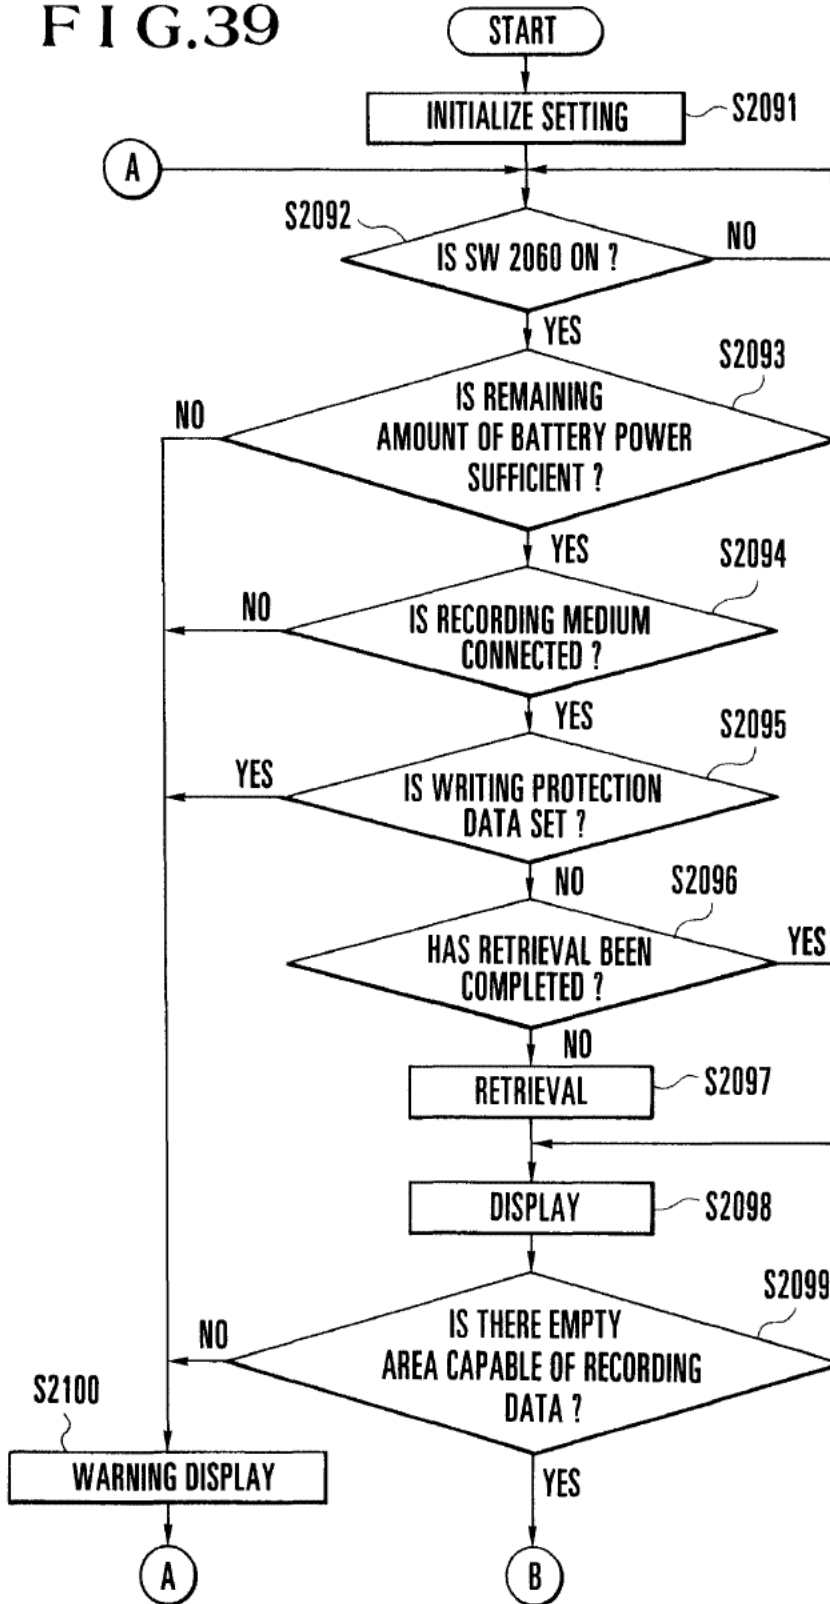 FIG.39
START
INITIALIZE SETTING
S2091
A
S2092
IS SW 2060 ON ?
NO
YES
S2093
NO
IS REMAINING
AMOUNT OF BATTERY POWER
SUFFICIENT ?
YES
S2094
NO
IS RECORDING MEDIUM
CONNECTED ?
YES
S2095
YES
IS WRITING PROTECTION
DATA SET ?
NO
S2096
HAS RETRIEVAL BEEN
COMPLETED ?
YES
NO
RETRIEVAL
S2097
DISPLAY
S2098
S2099
NO
IS THERE EMPTY
AREA CAPABLE OF RECORDING
DATA ?
S2100
WARNING DISPLAY
YES
A
B